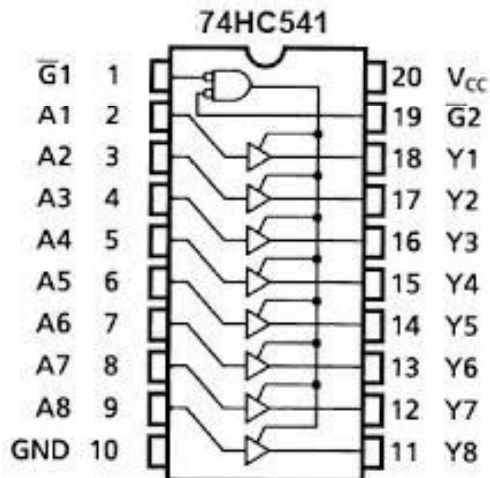 74HC541
G̅1 1 20 VCC
A1 2 19 G̅2
A2 3 18 Y1
A3 4 17 Y2
A4 5 16 Y3
A5 6 15 Y4
A6 7 14 Y5
A7 8 13 Y6
A8 9 12 Y7
GND 10 11 Y8